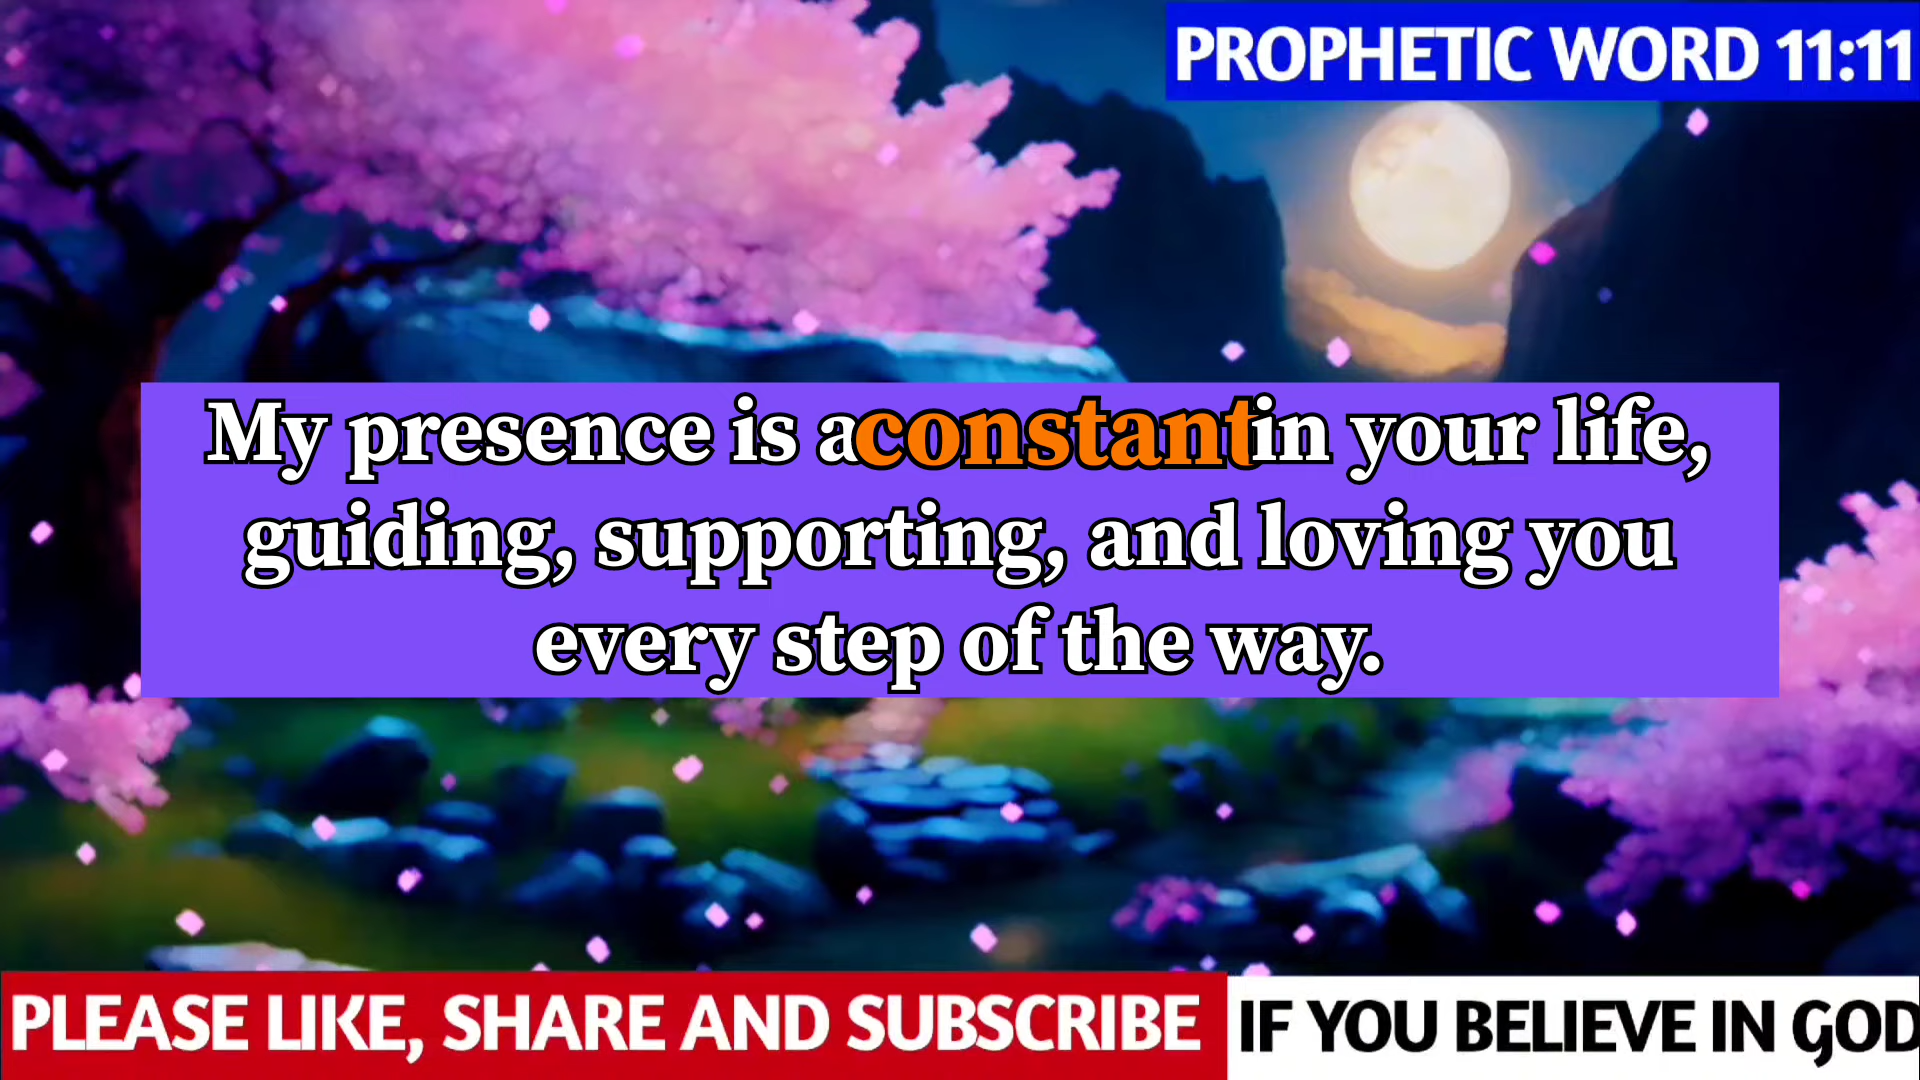 PROPHETIC WORD 11:11
My presence is a constant in your life,
guiding, supporting, and loving you
every step of the way.
PLEASE LIKE, SHARE AND SUBSCRIBE IF YOU BELIEVE IN GOD